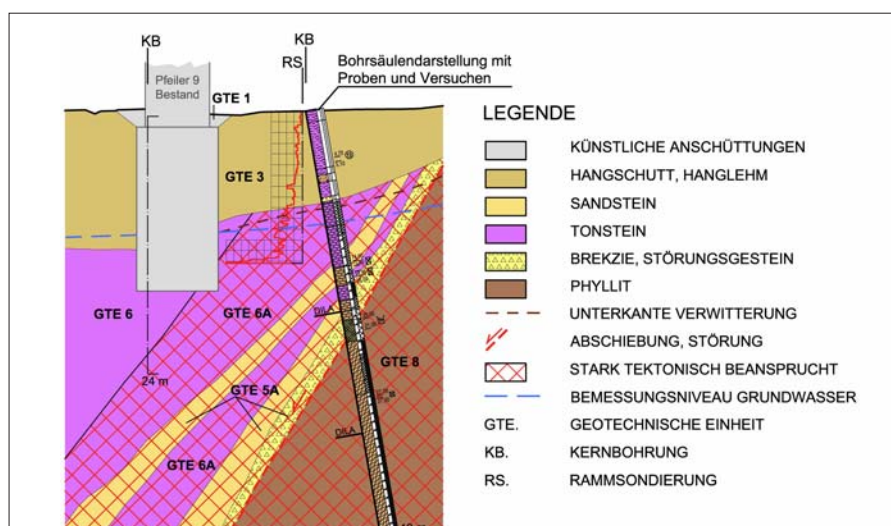 KB
KB
RS
Bohrsäulendarstellung mit
Proben und Versuchen
Pfeiler 9
Bestand
GTE 1
GTE 3
GTE 6
GTE 6A
GTE 8
DILA
24 m
GTE 5A
DILA
GTE 6A
LEGENDE
KÜNSTLICHE ANSCHÜTTUNGEN
HANGSCHUTT, HANGLEHM
SANDSTEIN
TONSTEIN
BREKZIE, STÖRUNGSGESTEIN
PHYLLIT
UNTERKANTE VERWITTERUNG
ABSCHIEBUNG, STÖRUNG
STARK TEKTONISCH BEANSPRUCHT
BEMESSUNGSNIVEAU GRUNDWASSER
GTE. GEOTECHNISCHE EINHEIT
KB. KERNBOHRUNG
RS. RAMMSONDIERUNG